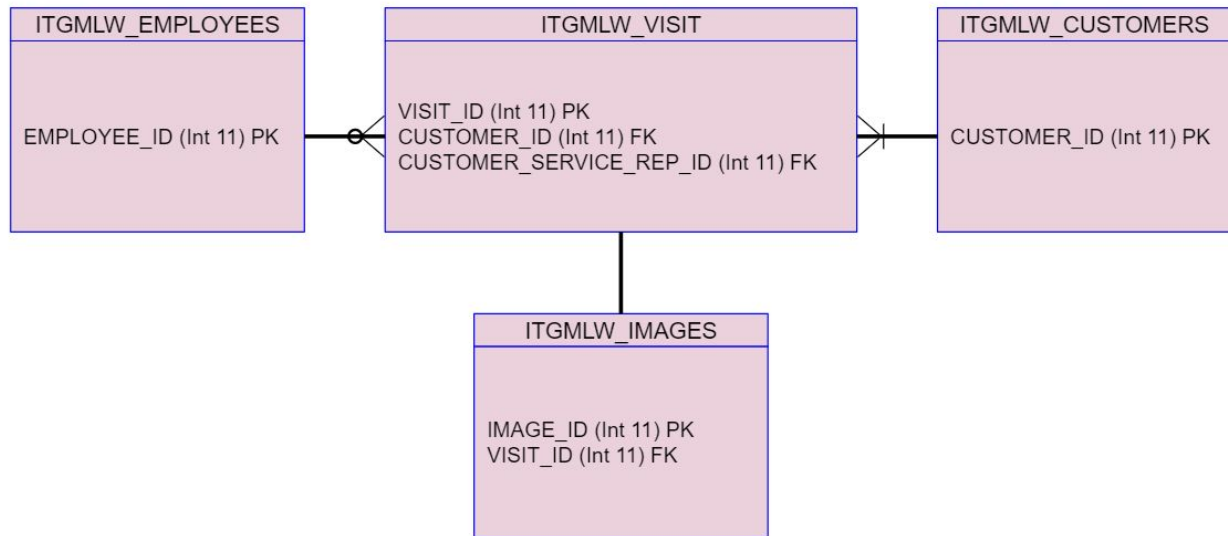 ITGMLW_EMPLOYEES
EMPLOYEE_ID (Int 11) PK
ITGMLW_VISIT
VISIT_ID (Int 11) PK
CUSTOMER_ID (Int 11) FK
CUSTOMER_SERVICE_REP_ID (Int 11) FK
ITGMLW_CUSTOMERS
CUSTOMER_ID (Int 11) PK
ITGMLW_IMAGES
IMAGE_ID (Int 11) PK
VISIT_ID (Int 11) FK